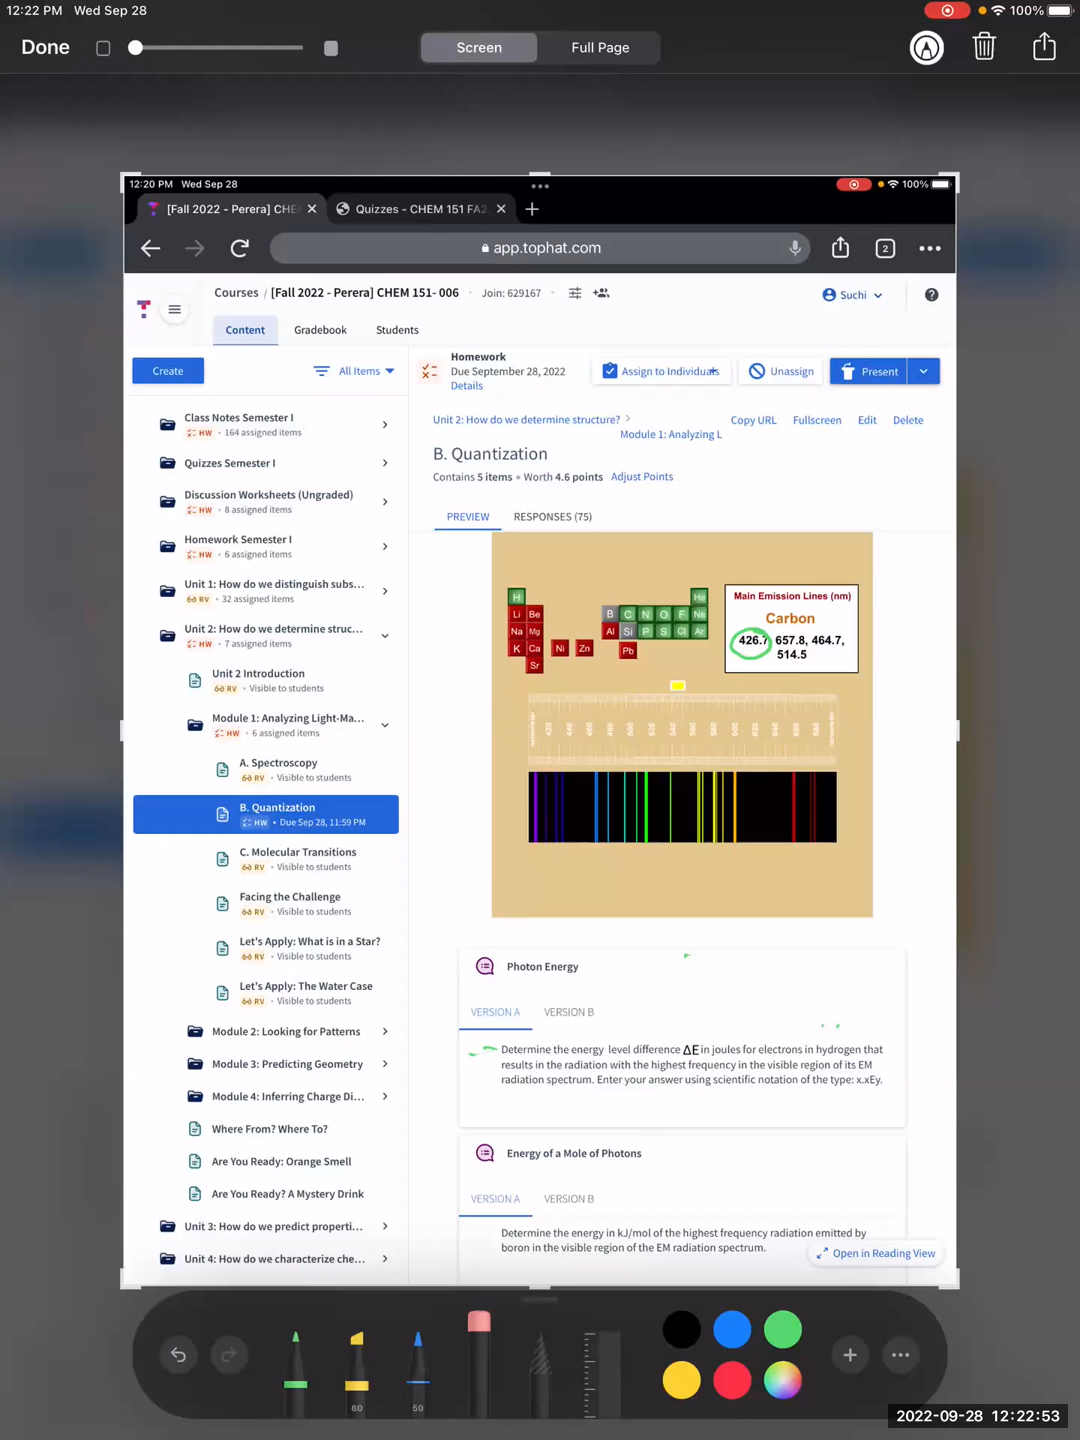 12:22 PM Wed Sep 28
100%
Done
Screen
Full Page
12:20 PM Wed Sep 28
100%
[Fall 2022 - Perera] CHE
Quizzes - CHEM 151 FA2
app.tophat.com
2
Courses / [Fall 2022 - Perera] CHEM 151- 006
Join: 629167
Suchi
Content
Gradebook
Students
Create
All Items
Homework
Due September 28, 2022
Details
Assign to Individuals
Unassign
Present
Class Notes Semester I
HW • 164 assigned items
Quizzes Semester I
Discussion Worksheets (Ungraded)
HW • 8 assigned items
Homework Semester I
HW • 6 assigned items
Unit 1: How do we distinguish subs...
RV • 32 assigned items
Unit 2: How do we determine struc...
HW • 7 assigned items
Unit 2 Introduction
RV • Visible to students
Module 1: Analyzing Light-Ma...
HW • 6 assigned items
A. Spectroscopy
RV • Visible to students
B. Quantization
HW • Due Sep 28, 11:59 PM
C. Molecular Transitions
RV • Visible to students
Facing the Challenge
RV • Visible to students
Let's Apply: What is in a Star?
RV • Visible to students
Let's Apply: The Water Case
RV • Visible to students
Module 2: Looking for Patterns
Module 3: Predicting Geometry
Module 4: Inferring Charge Di...
Where From? Where To?
Are You Ready: Orange Smell
Are You Ready? A Mystery Drink
Unit 3: How do we predict properti...
Unit 4: How do we characterize che...
Unit 2: How do we determine structure? >
Module 1: Analyzing L
Copy URL
Fullscreen
Edit
Delete
B. Quantization
Contains 5 items • Worth 4.6 points
Adjust Points
PREVIEW
RESPONSES (75)
H He
Li Be B C N O F Ne
Na Mg Al Si P S Cl Ar
K Ca Ni Zn Pb
Sr
Main Emission Lines (nm)
Carbon
426.7, 657.8, 464.7,
514.5
Photon Energy
VERSION A
VERSION B
Determine the energy level difference ΔE in joules for electrons in hydrogen that
results in the radiation with the highest frequency in the visible region of its EM
radiation spectrum. Enter your answer using scientific notation of the type: x.xEy.
Energy of a Mole of Photons
VERSION A
VERSION B
Determine the energy in kJ/mol of the highest frequency radiation emitted by
boron in the visible region of the EM radiation spectrum.
Open in Reading View
80
50
2022-09-28 12:22:53